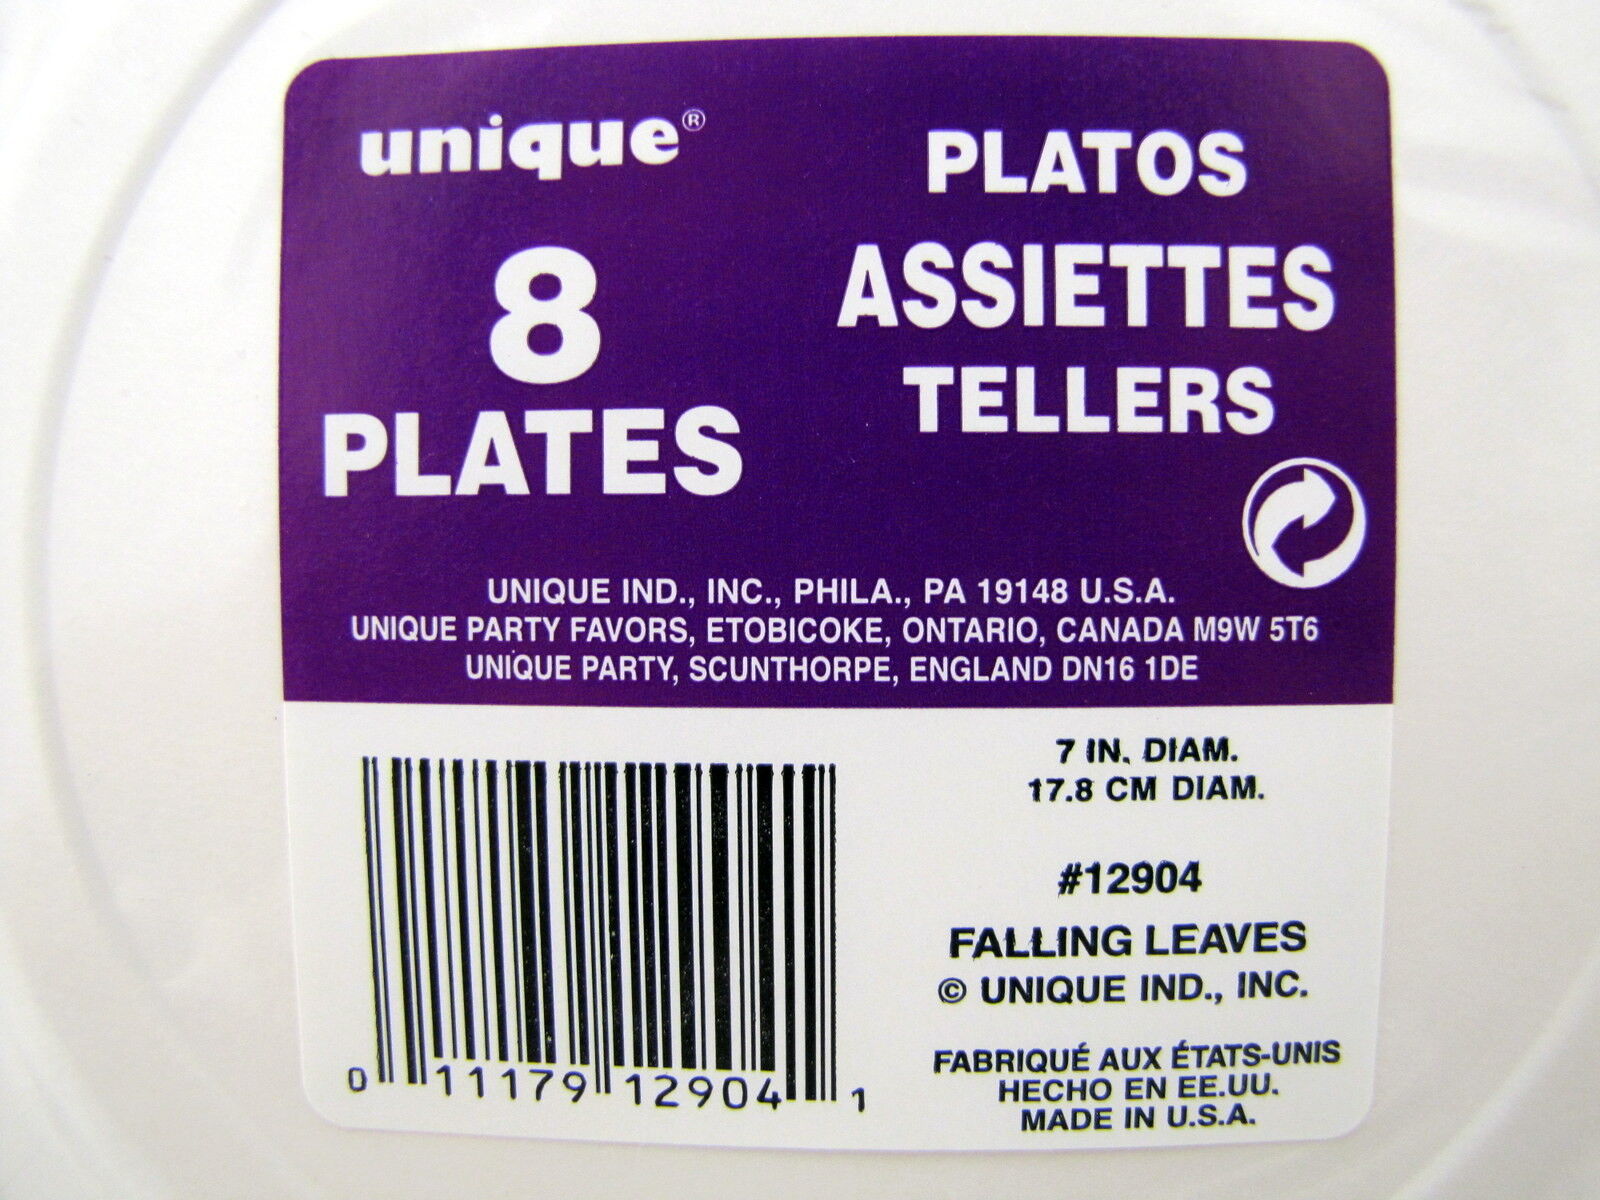 unique®
8
PLATES
PLATOS
ASSIETTES
TELLERS
UNIQUE IND., INC., PHILA., PA 19148 U.S.A.
UNIQUE PARTY FAVORS, ETOBICOKE, ONTARIO, CANADA M9W 5T6
UNIQUE PARTY, SCUNTHORPE, ENGLAND DN16 1DE
7 IN. DIAM.
17.8 CM DIAM.
#12904
FALLING LEAVES
© UNIQUE IND., INC.
FABRIQUÉ AUX ÉTATS-UNIS
HECHO EN EE.UU.
MADE IN U.S.A.
0 11179 12904 1